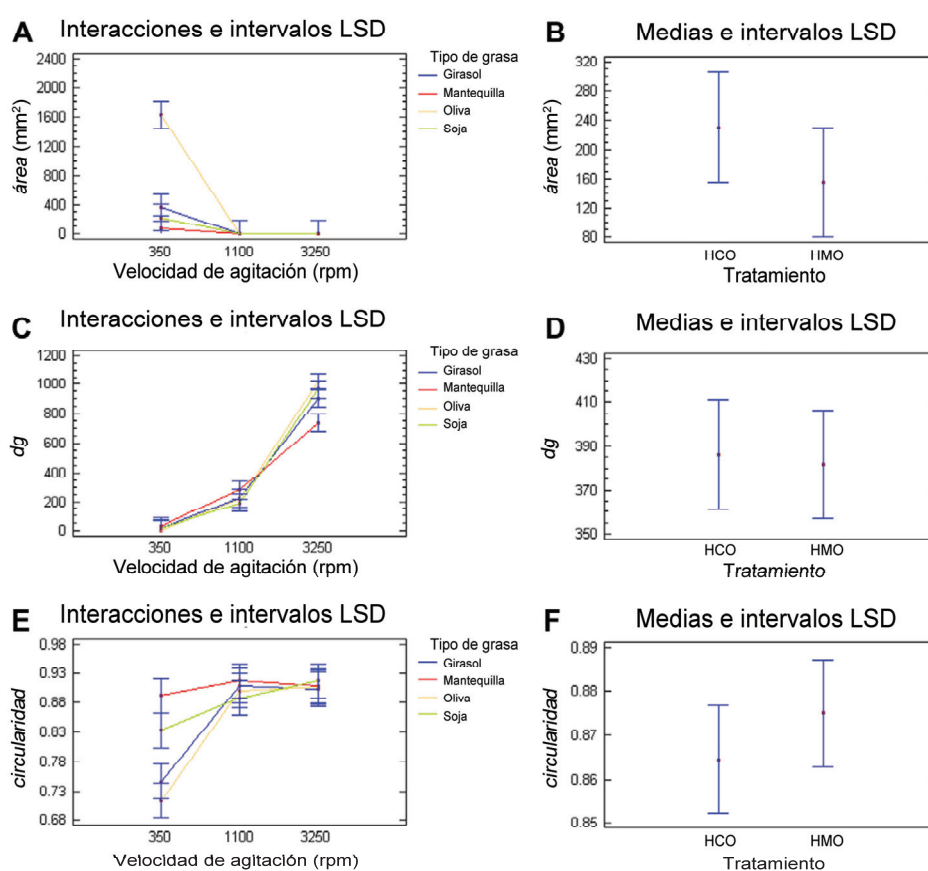 A Interacciones e intervalos LSD
Tipo de grasa
Girasol
Mantequilla
Oliva
Soja
2400
2000
1600
1200
800
400
0
área (mm²)
350 1100 3250
Velocidad de agitación (rpm)
B Medias e intervalos LSD
320
280
240
200
160
120
80
área (mm²)
HCO HMO
Tratamiento
C Interacciones e intervalos LSD
Tipo de grasa
Girasol
Mantequilla
Oliva
Soja
1200
1000
800
600
400
200
0
dg
350 1100 3250
Velocidad de agitación (rpm)
D Medias e intervalos LSD
430
410
390
370
350
dg
HCO HMO
Tratamiento
E Interacciones e intervalos LSD
Tipo de grasa
Girasol
Mantequilla
Oliva
Soja
0.98
0.93
0.88
0.83
0.78
0.73
0.68
circularidad
350 1100 3250
Velocidad de agitación (rpm)
F Medias e intervalos LSD
0.89
0.88
0.87
0.86
0.85
circularidad
HCO HMO
Tratamiento